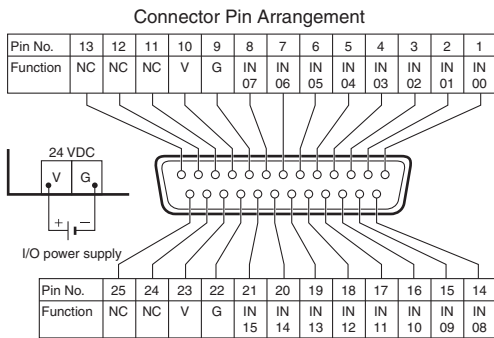 Connector Pin Arrangement
Pin No. 13 12 11 10 9 8 7 6 5 4 3 2 1
Function NC NC NC V G IN 07 IN 06 IN 05 IN 04 IN 03 IN 02 IN 01 IN 00
24 VDC
V G
+ −
I/O power supply
Pin No. 25 24 23 22 21 20 19 18 17 16 15 14
Function NC NC V G IN 15 IN 14 IN 13 IN 12 IN 11 IN 10 IN 09 IN 08